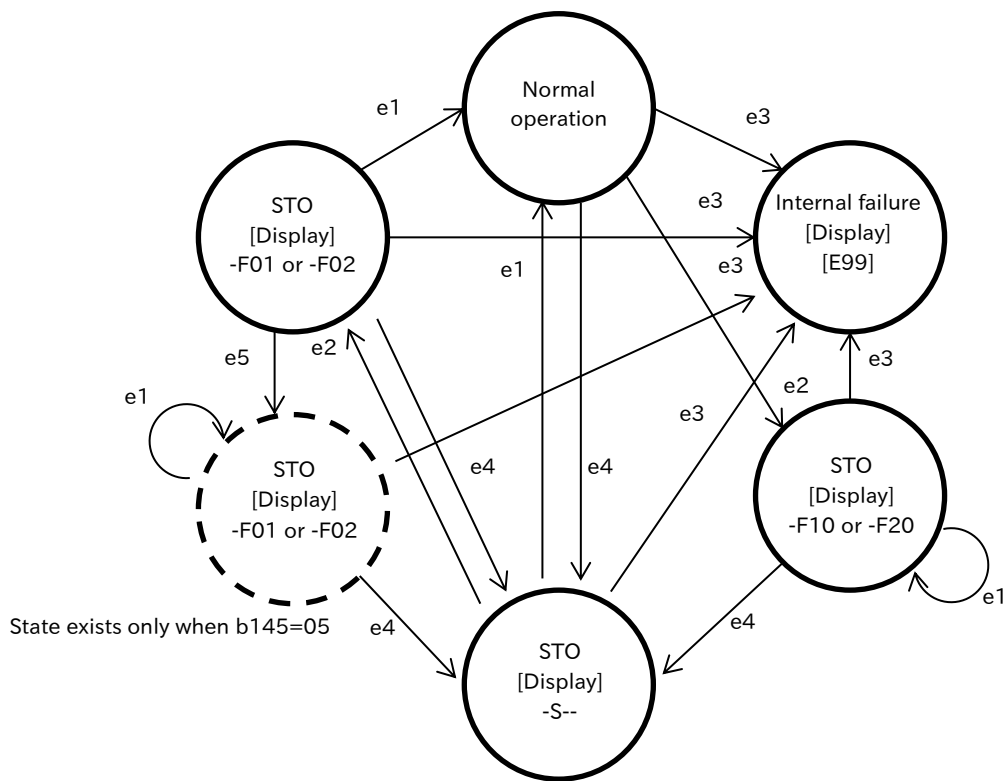 Normal
operation
e1
e3
STO
[Display]
-F01 or -F02
e3
Internal failure
[Display]
[E99]
e1
e3
e5
e2
e3
e2
e1
e3
STO
[Display]
-F01 or -F02
e4
e4
STO
[Display]
-F10 or -F20
e1
State exists only when b145=05
e4
e4
STO
[Display]
-S--